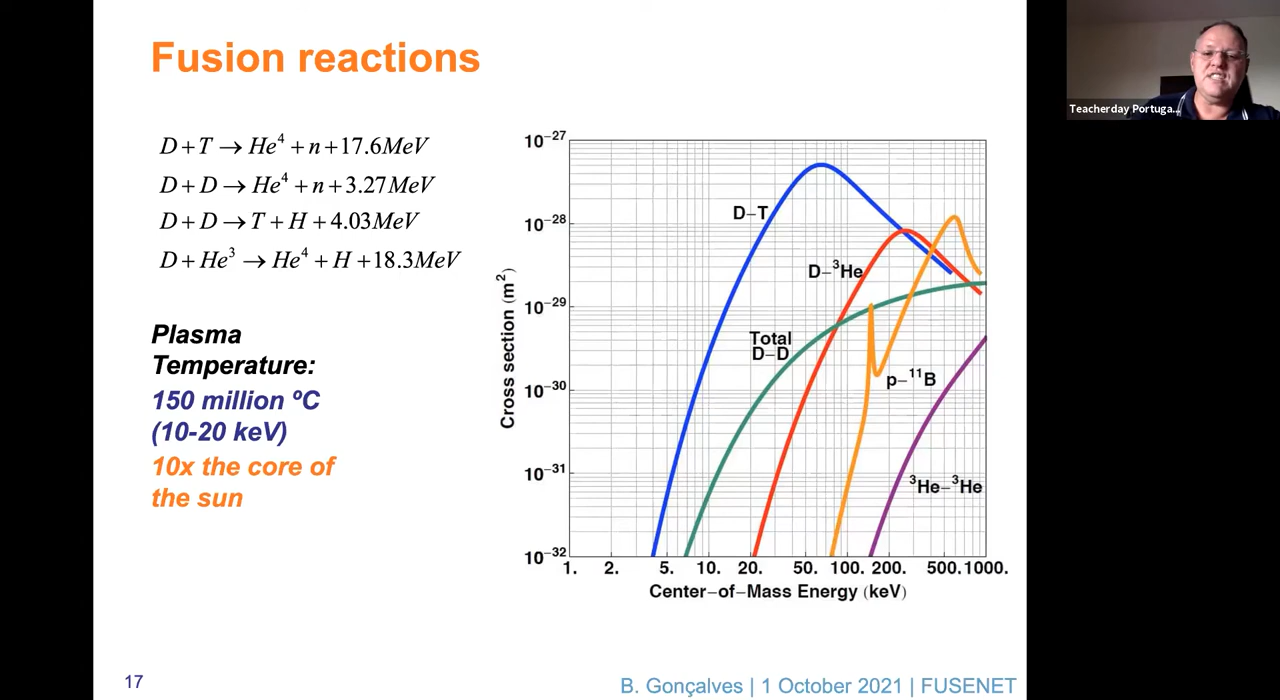 Fusion reactions
D + T → He⁴ + n + 17.6MeV
D + D → He⁴ + n + 3.27MeV
D + D → T + H + 4.03MeV
D + He³ → He⁴ + H + 18.3MeV
Plasma
Temperature:
150 million ºC
(10-20 keV)
10x the core of
the sun
10⁻²⁷
10⁻²⁸
10⁻²⁹
10⁻³⁰
10⁻³¹
10⁻³²
Cross section (m²)
D–T
D–³He
Total
D–D
p–¹¹B
³He–³He
1. 2. 5. 10. 20. 50. 100. 200. 500. 1000.
Center–of–Mass Energy (keV)
17
B. Gonçalves | 1 October 2021 | FUSENET
Teacherday Portuga...